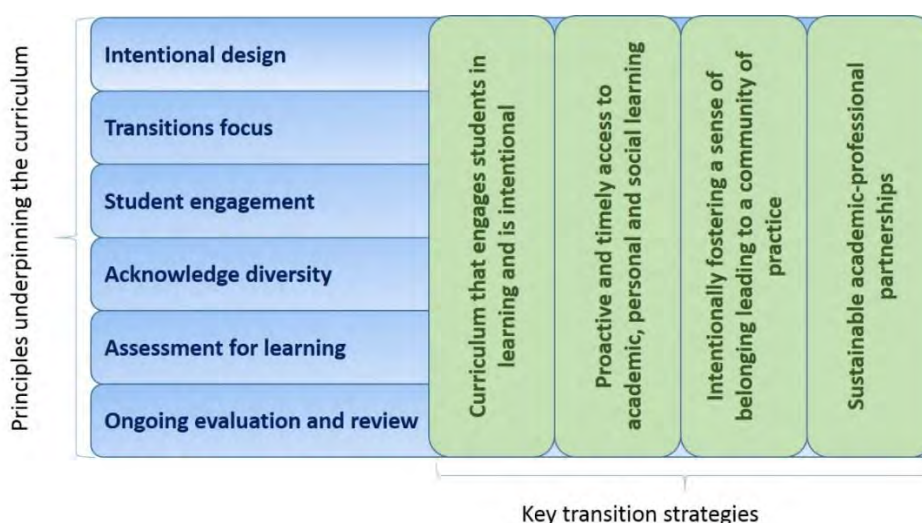 Principles underpinning the curriculum
Intentional design
Transitions focus
Student engagement
Acknowledge diversity
Assessment for learning
Ongoing evaluation and review
Curriculum that engages students in
learning and is intentional
Proactive and timely access to
academic, personal and social learning
Intentionally fostering a sense of
belonging leading to a community of
practice
Sustainable academic-professional
partnerships
Key transition strategies